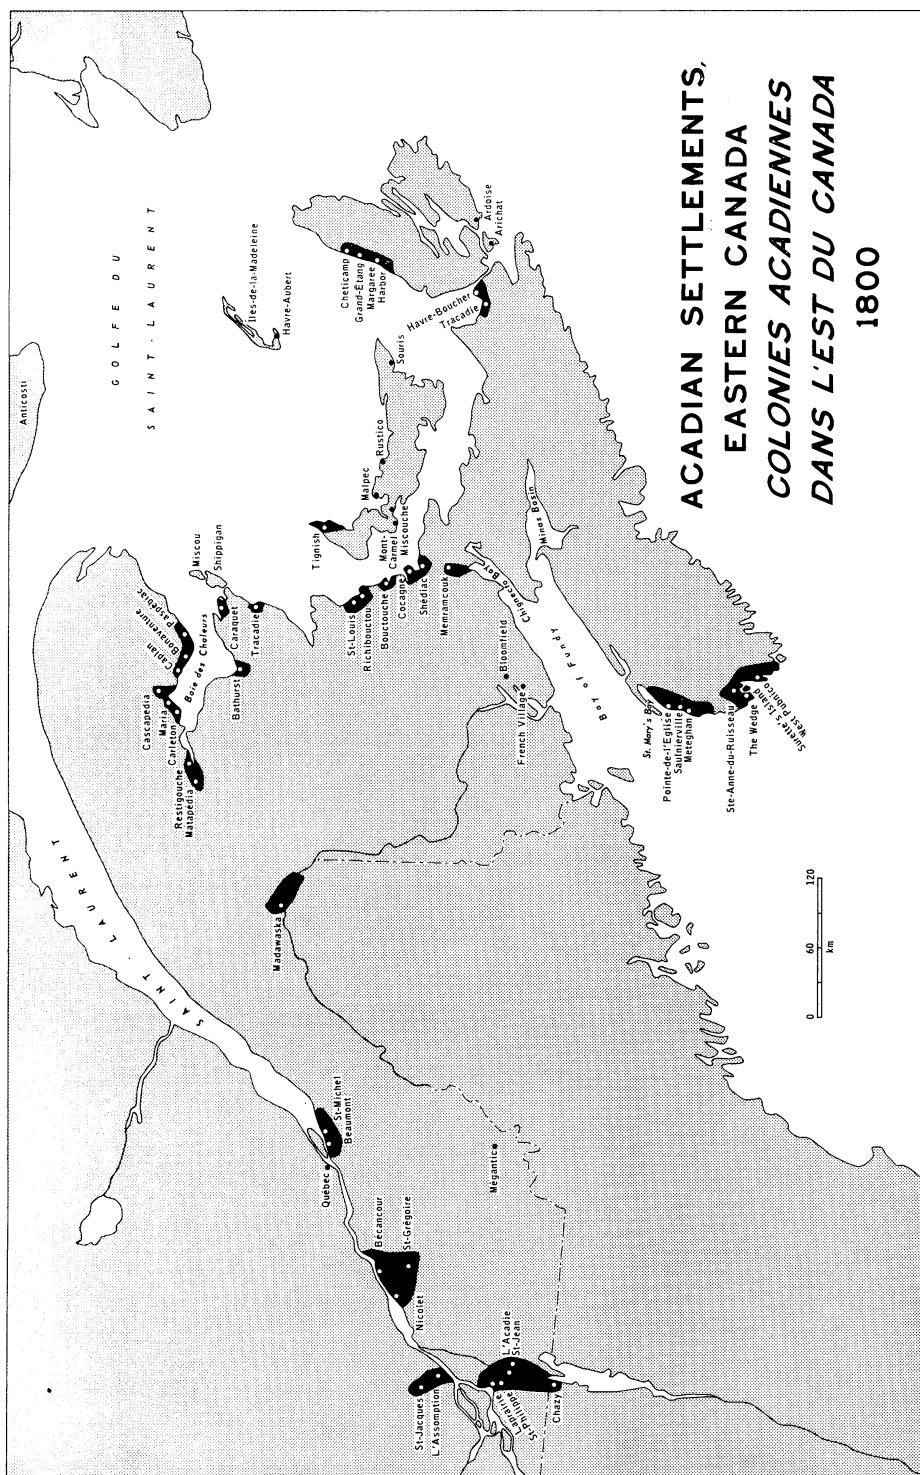 ACADIAN SETTLEMENTS,
EASTERN CANADA
COLONIES ACADIENNES
DANS L'EST DU CANADA
1800
GOLFE DU
SAINT-LAURENT
Anticosti
SAINT-LAURENT
Îles-de-la-Madeleine
Havre-Aubert
Cheticamp
Grand-Étang
Margaree
Harbor
Ardoise
Arichat
Havre-Boucher
Tracadie
Souris
Rustico
Malpec
Tignish
Mont-
Carmel
Miscouche
Miscou
Shippigan
Caraquet
Tracadie
Paspébiac
Bonaventure
Caplan
Baie des Chaleurs
Bathurst
Cascapedia
Maria
Carleton
Restigouche
Matapédia
St-Louis
Richibouctou
Bouctouche
Cocagne
Shédiac
Memramcouk
Chignecto Bay
Minas Basin
Bay of Fundy
Bloomfield
French Village
St. Mary's Bay
Pointe-de-l'Eglise
Saulnierville
Meteghan
Ste-Anne-du-Ruisseau
The Wedge
Surette's Island
West Pubnico
Madawaska
St-Michel
Beaumont
Québec
Mégantic
Bécancour
St-Grégoire
Nicolet
St-Jacques
L'Assomption
L'Acadie
St-Jean
Laprairie
St-Philippe
Chazy
0 60 120
km